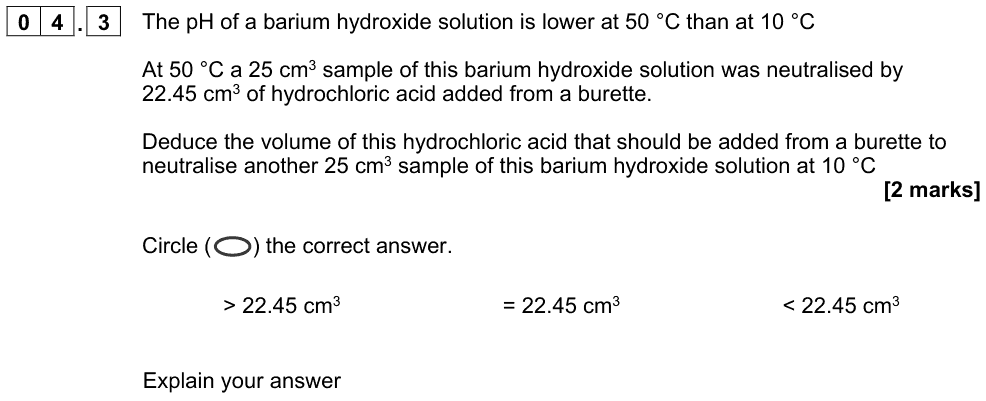 0 4 . 3 The pH of a barium hydroxide solution is lower at 50 °C than at 10 °C
At 50 °C a 25 cm³ sample of this barium hydroxide solution was neutralised by
22.45 cm³ of hydrochloric acid added from a burette.
Deduce the volume of this hydrochloric acid that should be added from a burette to
neutralise another 25 cm³ sample of this barium hydroxide solution at 10 °C
[2 marks]
Circle ( ) the correct answer.
> 22.45 cm³ = 22.45 cm³ < 22.45 cm³
Explain your answer